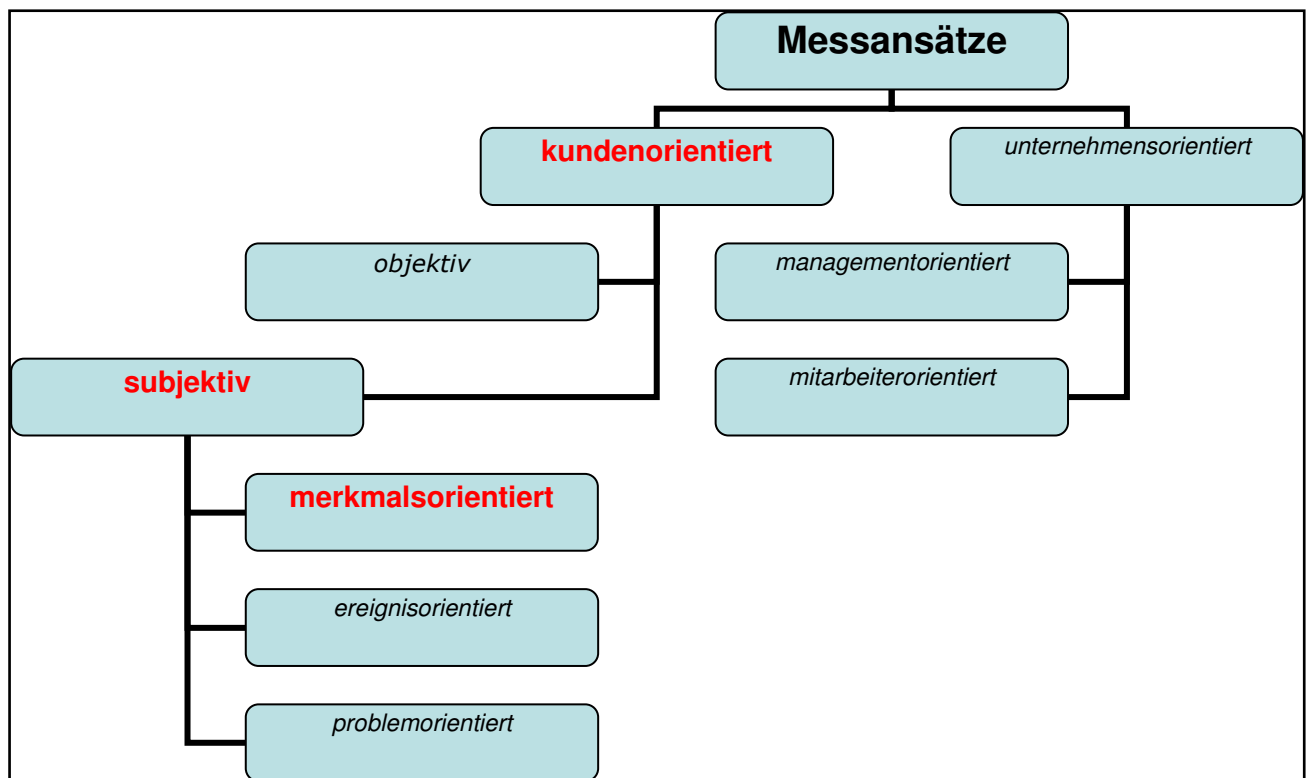 Messansätze
kundenorientiert
unternehmensorientiert
objektiv
managementorientiert
subjektiv
mitarbeiterorientiert
merkmalsorientiert
ereignisorientiert
problemorientiert